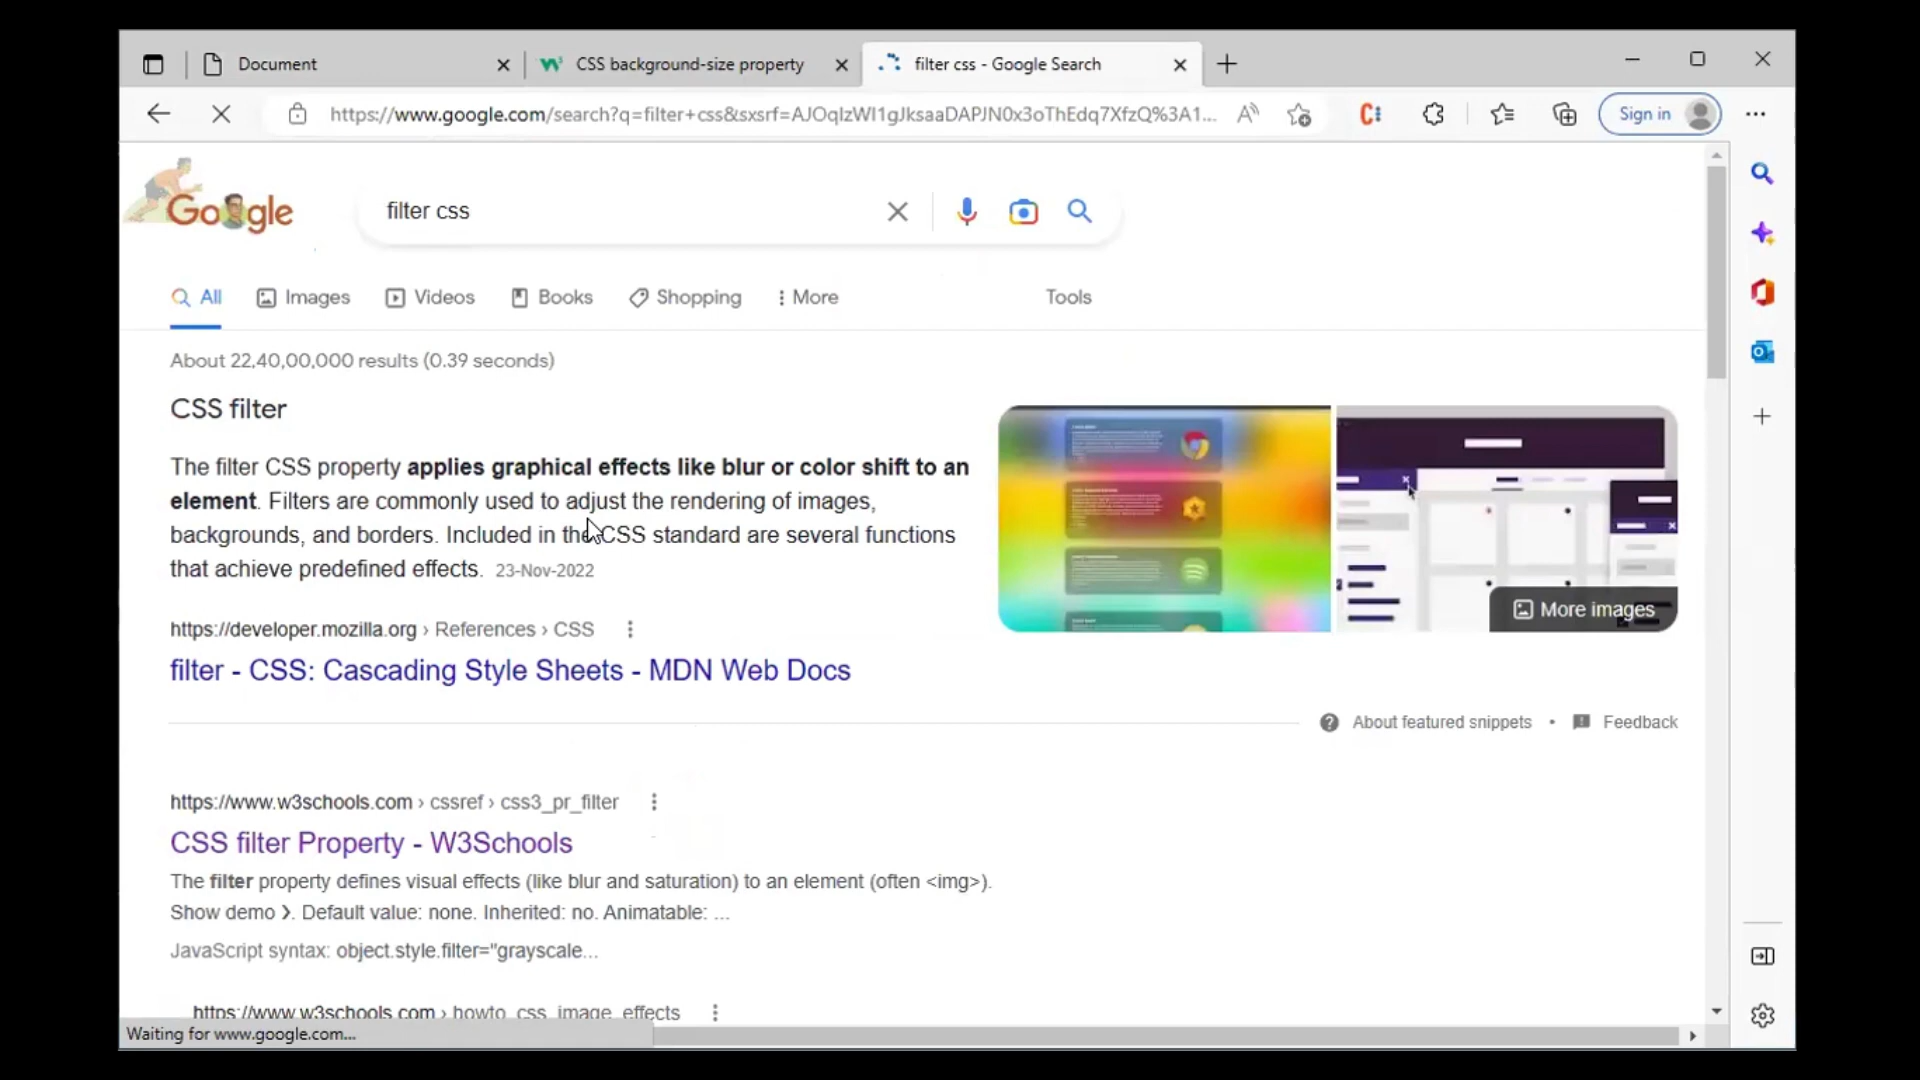 Document
CSS background-size property
filter css - Google Search
https://www.google.com/search?q=filter+css&sxsrf=AJOqlzWI1gJksaaDAPJN0x3oThEdq7XfzQ%3A1...
Sign in
Google
filter css
All
Images
Videos
Books
Shopping
More
Tools
About 22,40,00,000 results (0.39 seconds)
CSS filter
The filter CSS property applies graphical effects like blur or color shift to an
element. Filters are commonly used to adjust the rendering of images,
backgrounds, and borders. Included in the CSS standard are several functions
that achieve predefined effects. 23-Nov-2022
More images
https://developer.mozilla.org › References › CSS
filter - CSS: Cascading Style Sheets - MDN Web Docs
About featured snippets • Feedback
https://www.w3schools.com › cssref › css3_pr_filter
CSS filter Property - W3Schools
The filter property defines visual effects (like blur and saturation) to an element (often <img>).
Show demo ❯. Default value: none. Inherited: no. Animatable: ...
JavaScript syntax: object.style.filter="grayscale...
https://www.w3schools.com › howto_css_image_effects
Waiting for www.google.com...